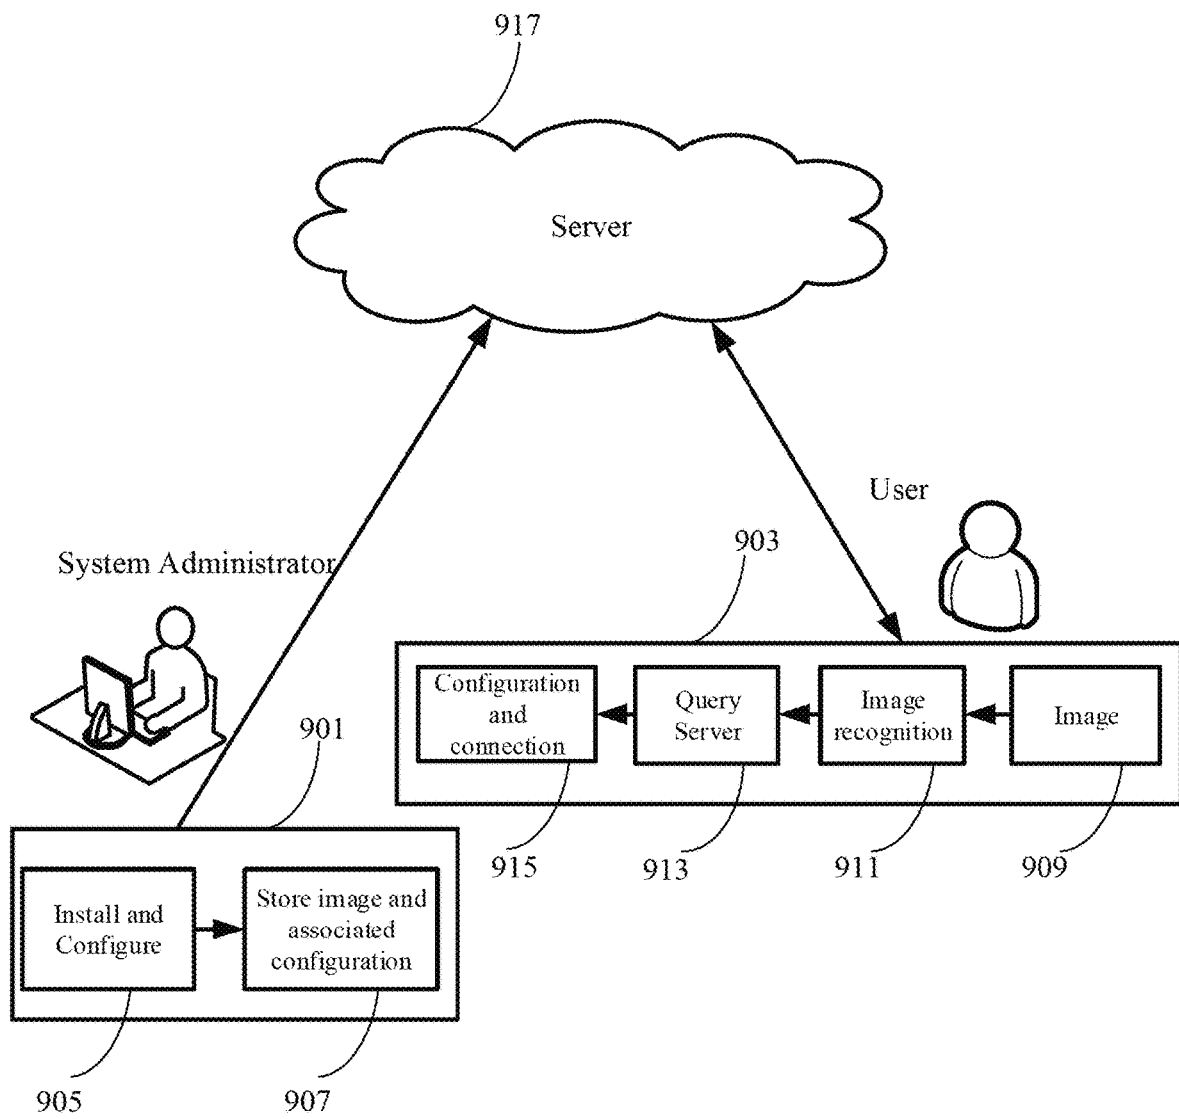 917
Server
User
903
System Administrator
Configuration
and
connection
Query
Server
Image
recognition
Image
901
915
913
911
909
Install and
Configure
Store image and
associated
configuration
905
907